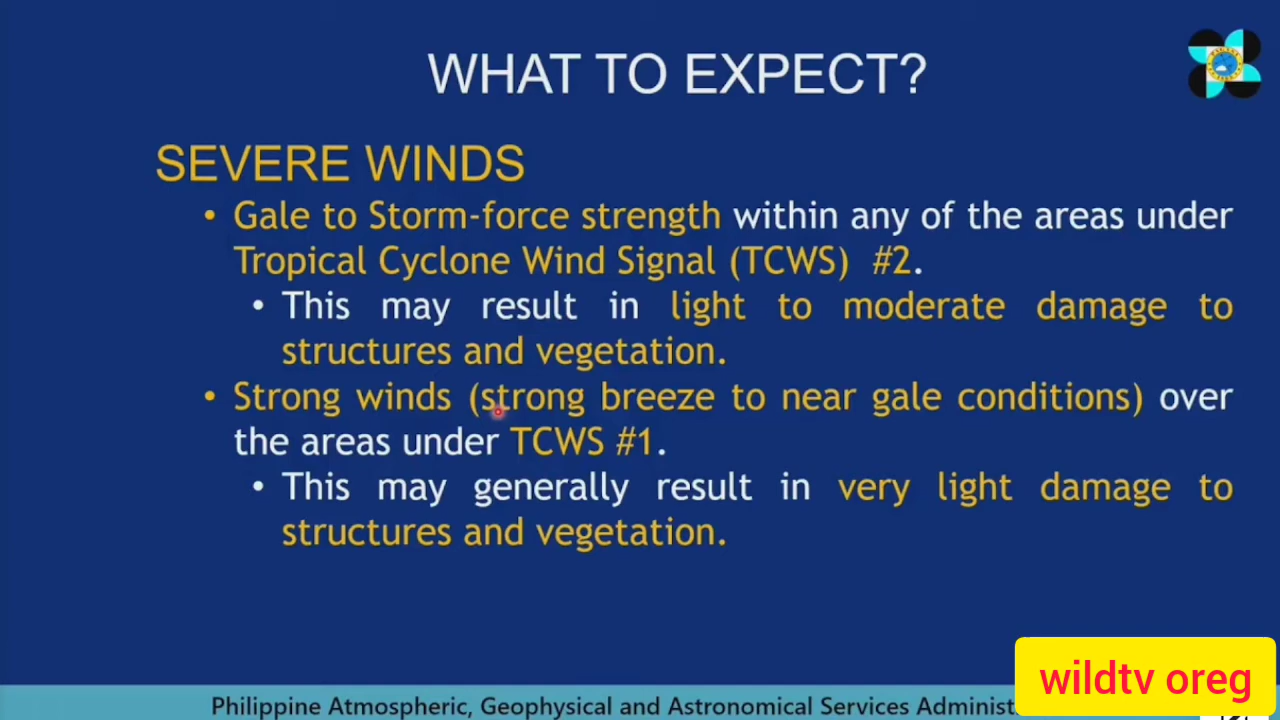 WHAT TO EXPECT?
SEVERE WINDS
• Gale to Storm-force strength within any of the areas under
Tropical Cyclone Wind Signal (TCWS) #2.
• This may result in light to moderate damage to
structures and vegetation.
• Strong winds (strong breeze to near gale conditions) over
the areas under TCWS #1.
• This may generally result in very light damage to
structures and vegetation.
wildtv oreg
Philippine Atmospheric, Geophysical and Astronomical Services